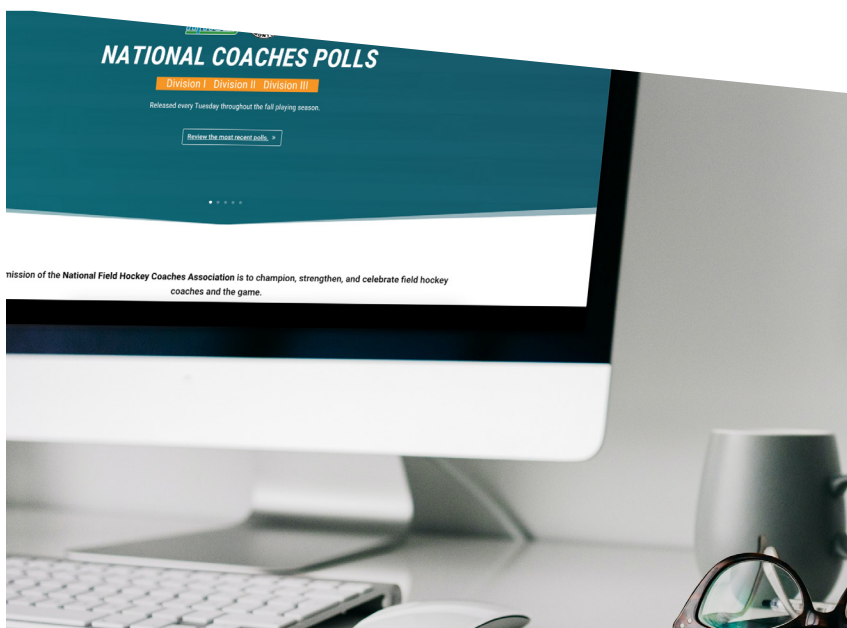 NATIONAL COACHES POLLS
Division I Division II Division III
Released every Tuesday throughout the fall playing season.
Review the most recent polls. »
mission of the National Field Hockey Coaches Association is to champion, strengthen, and celebrate field hockey
coaches and the game.